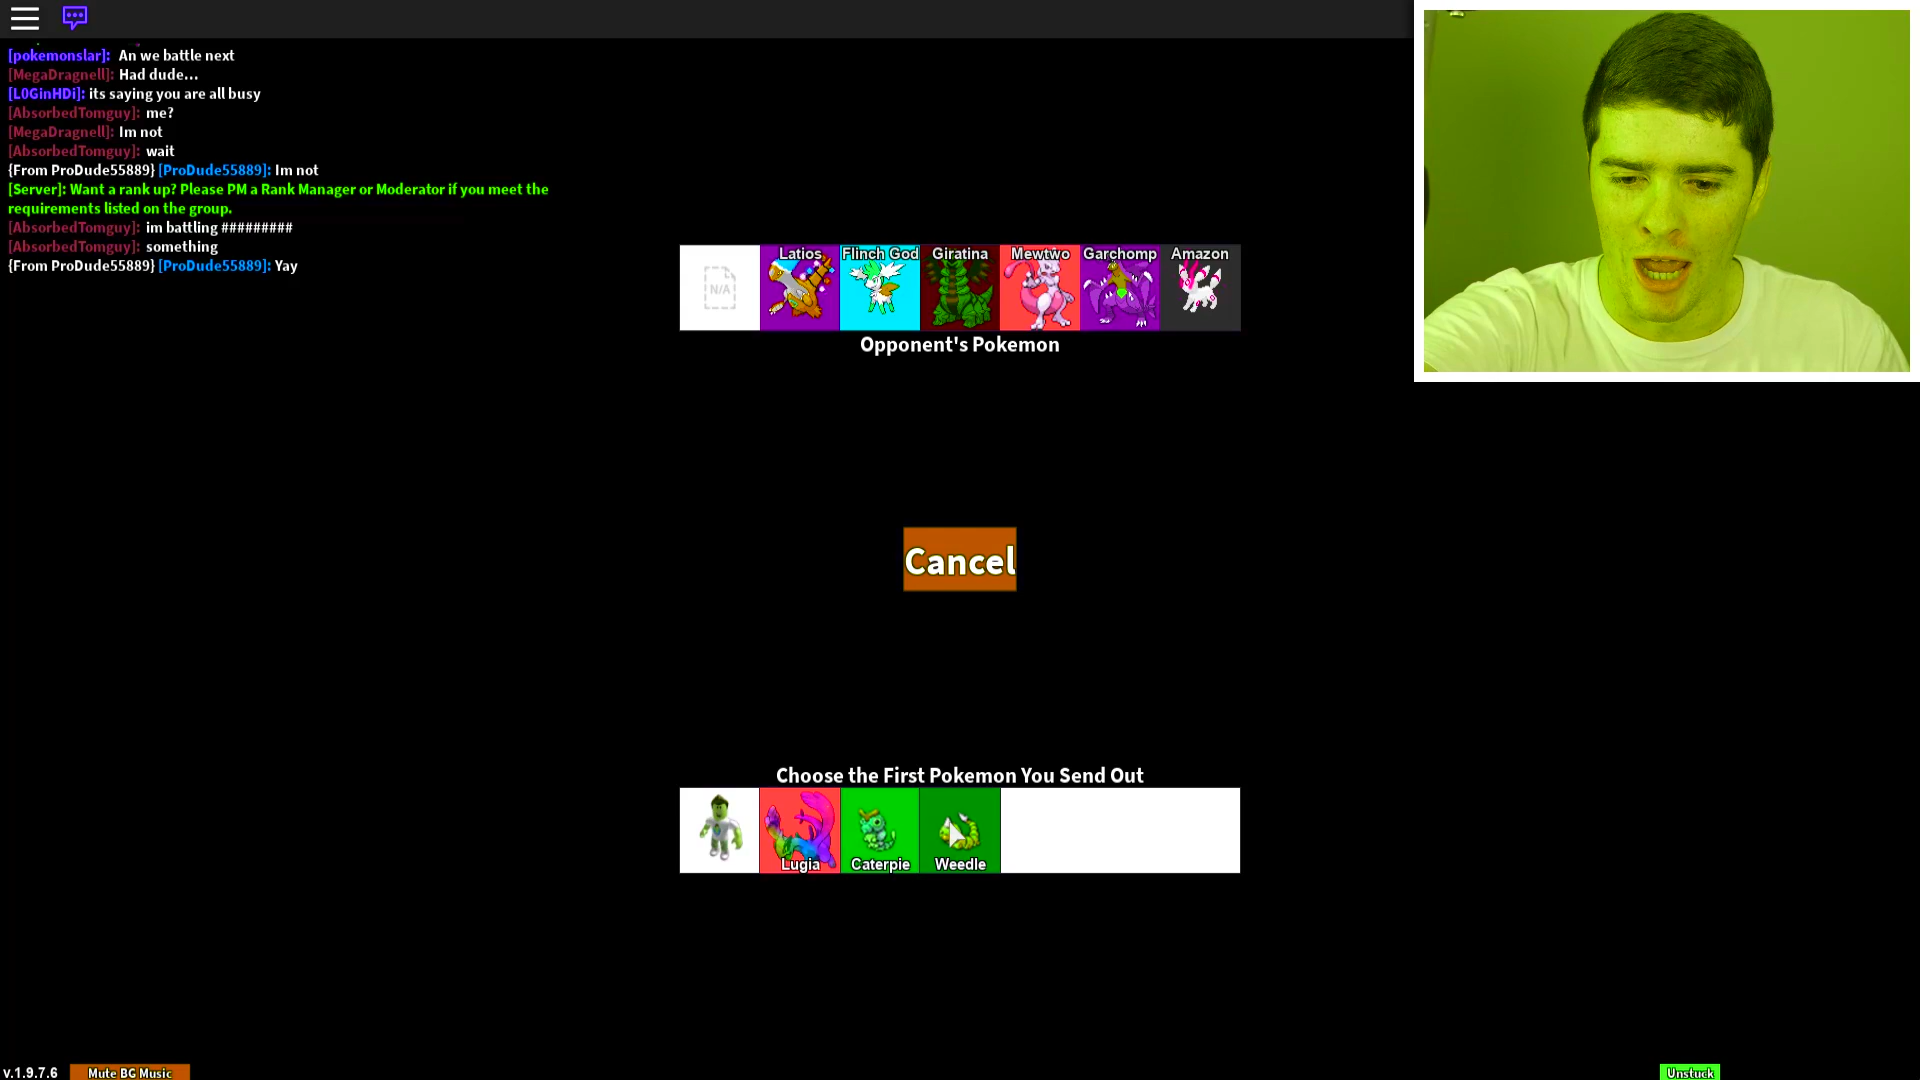 [pokemonslar]: An we battle next
[MegaDragnell]: Had dude...
[L0GinHDi]: its saying you are all busy
[AbsorbedTomguy]: me?
[MegaDragnell]: Im not
[AbsorbedTomguy]: wait
{From ProDude55889} [ProDude55889]: Im not
[Server]: Want a rank up? Please PM a Rank Manager or Moderator if you meet the
requirements listed on the group.
[AbsorbedTomguy]: im battling #########
[AbsorbedTomguy]: something
{From ProDude55889} [ProDude55889]: Yay
N/A
Latios Flinch God Giratina Mewtwo Garchomp Amazon
Opponent's Pokemon
Cancel
Choose the First Pokemon You Send Out
Lugia Caterpie Weedle
v.1.9.7.6 Mute BG Music Unstuck